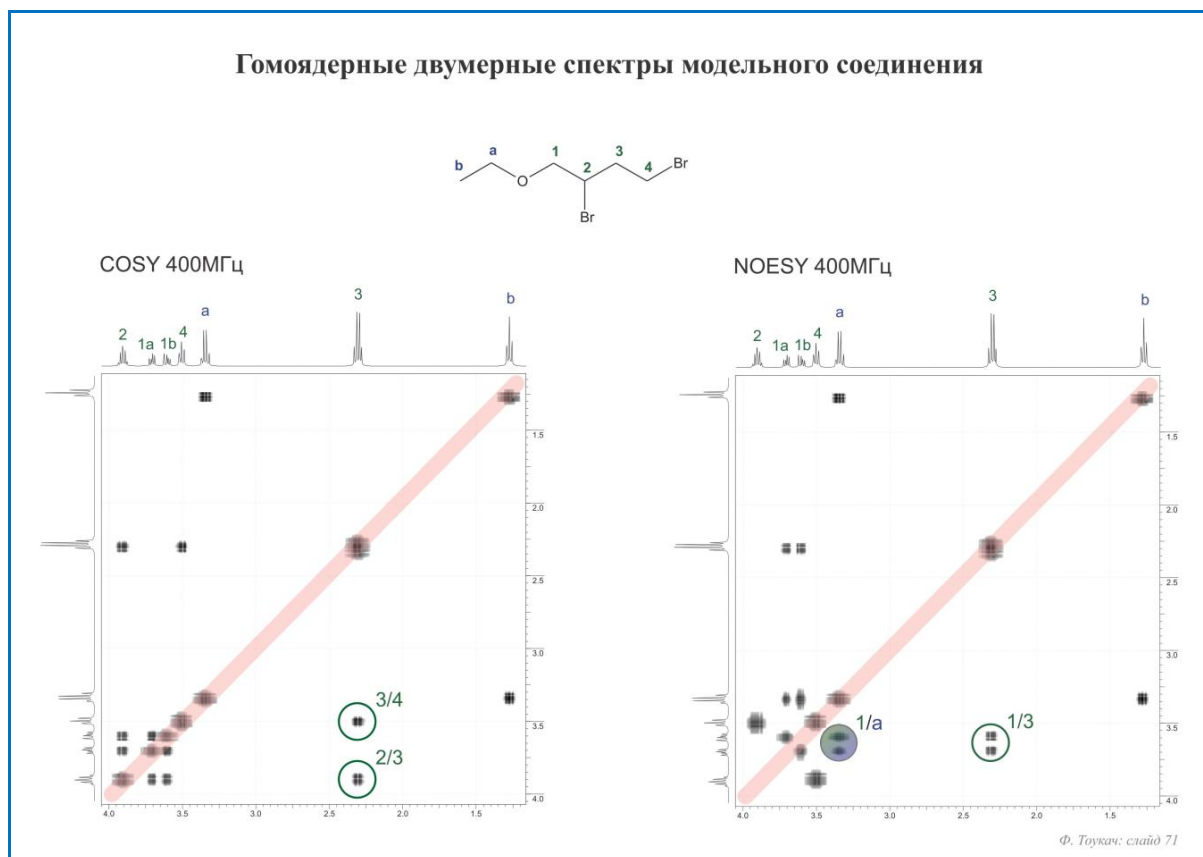 Гомоядерные двумерные спектры модельного соединения
b
a
O
1
2
3
4
Br
Br
COSY 400МГц
2
1a
1b
4
a
3
b
1.5
2.0
2.5
3.0
3.5
4.0
3/4
2/3
4.0
3.5
3.0
2.5
2.0
1.5
NOESY 400МГц
2
1a
1b
4
a
3
b
1.5
2.0
2.5
3.0
3.5
4.0
1/a
1/3
4.0
3.5
3.0
2.5
2.0
1.5
Ф. Тоукач: слайд 71